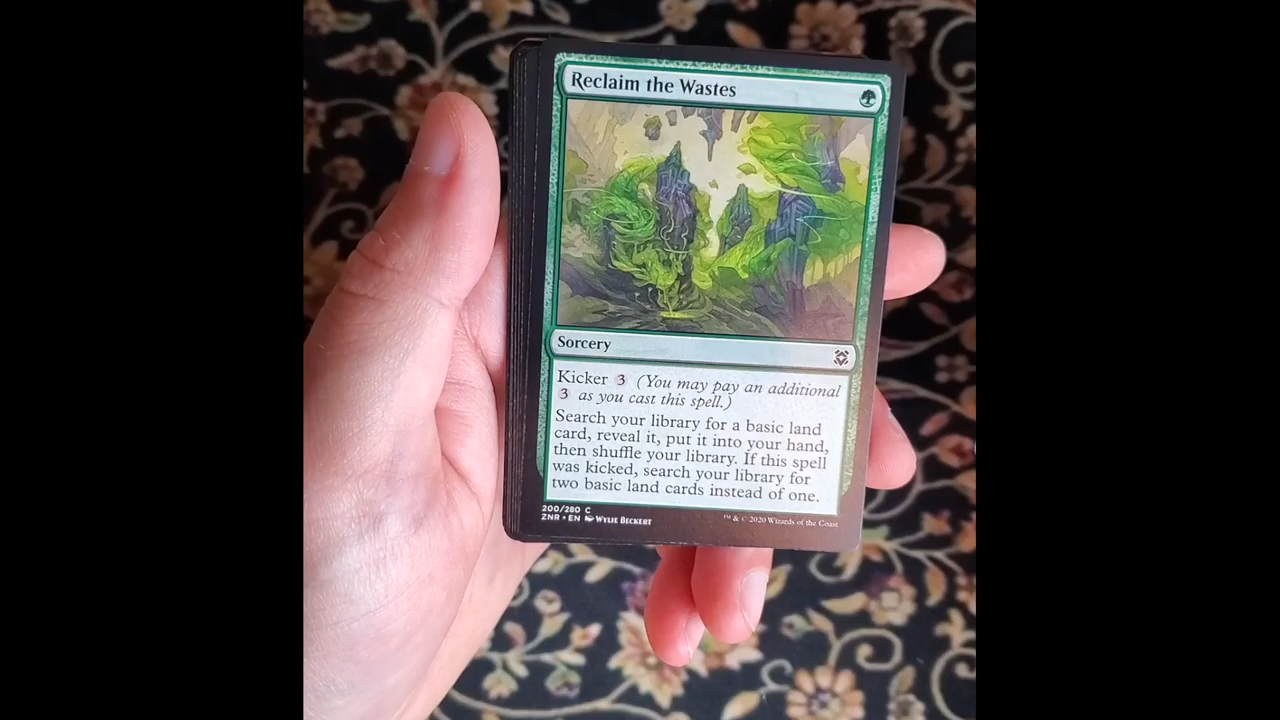 Reclaim the Wastes
Sorcery
Kicker 3 (You may pay an additional
3 as you cast this spell.)
Search your library for a basic land
card, reveal it, put it into your hand,
then shuffle your library. If this spell
was kicked, search your library for
two basic land cards instead of one.
200/280 C
ZNR • EN Wylie Beckert
™ & © 2020 Wizards of the Coast